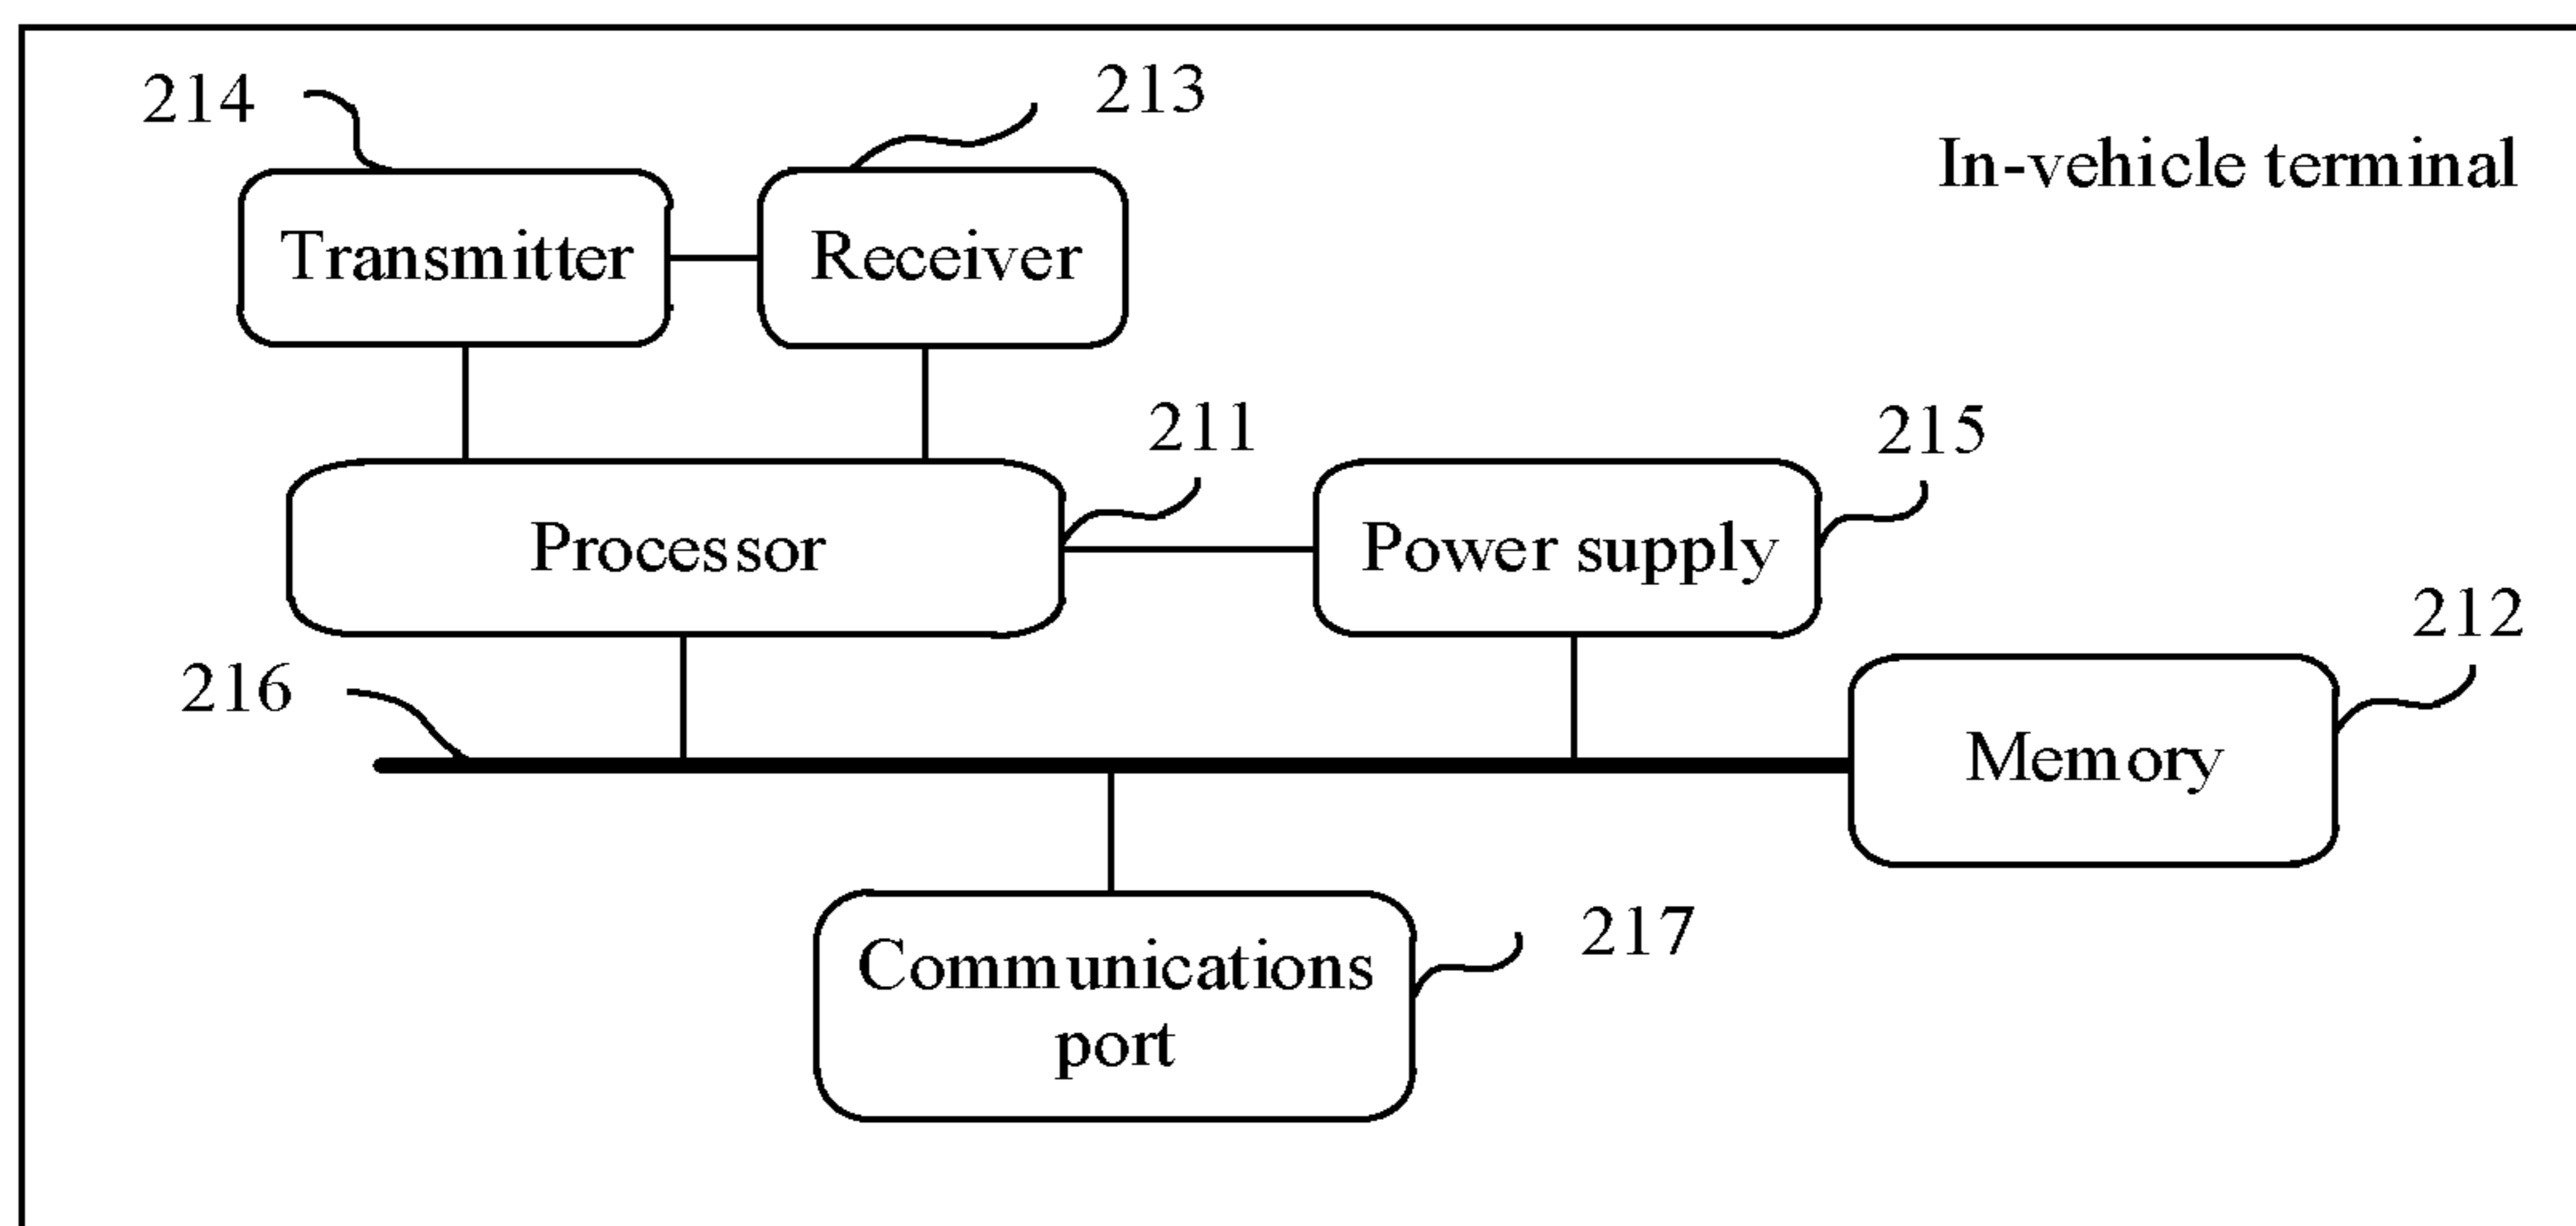 214
213
In-vehicle terminal
Transmitter
Receiver
211
215
Processor
Power supply
212
216
Memory
217
Communications
port